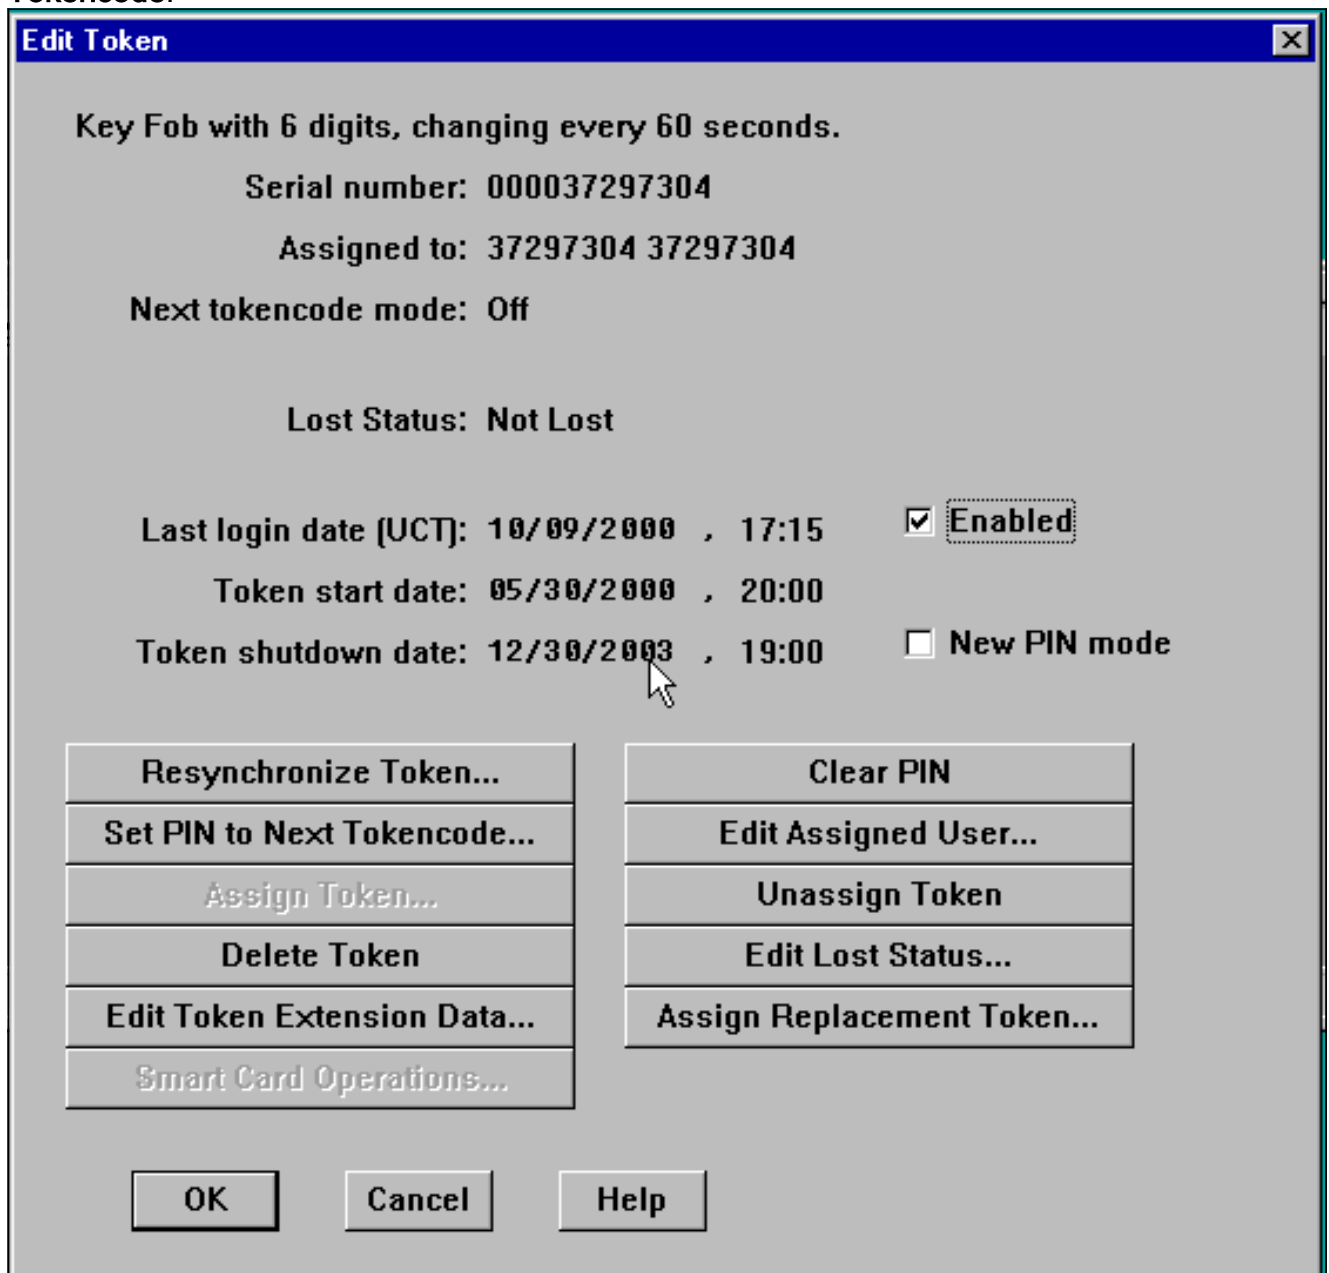 Tokencode.
Edit Token
Key Fob with 6 digits, changing every 60 seconds.
Serial number: 000037297304
Assigned to: 37297304 37297304
Next tokencode mode: Off
Lost Status: Not Lost
Last login date (UCT): 10/09/2000 , 17:15 Enabled
Token start date: 05/30/2000 , 20:00
Token shutdown date: 12/30/2003 , 19:00 New PIN mode
Resynchronize Token... Clear PIN
Set PIN to Next Tokencode... Edit Assigned User...
Assign Token... Unassign Token
Delete Token Edit Lost Status...
Edit Token Extension Data... Assign Replacement Token...
Smart Card Operations...
OK Cancel Help